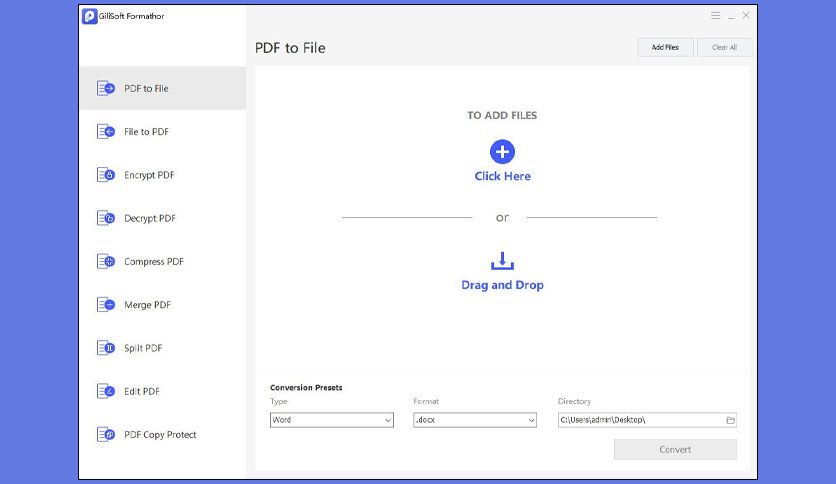 GiliSoft Formathor
PDF to File
Add Files
Clear All
PDF to File
File to PDF
Encrypt PDF
Decrypt PDF
Compress PDF
Merge PDF
Split PDF
Edit PDF
PDF Copy Protect
TO ADD FILES
Click Here
or
Drag and Drop
Conversion Presets
Type
Format
Directory
Word
.docx
C:\Users\admin\Desktop\
Convert